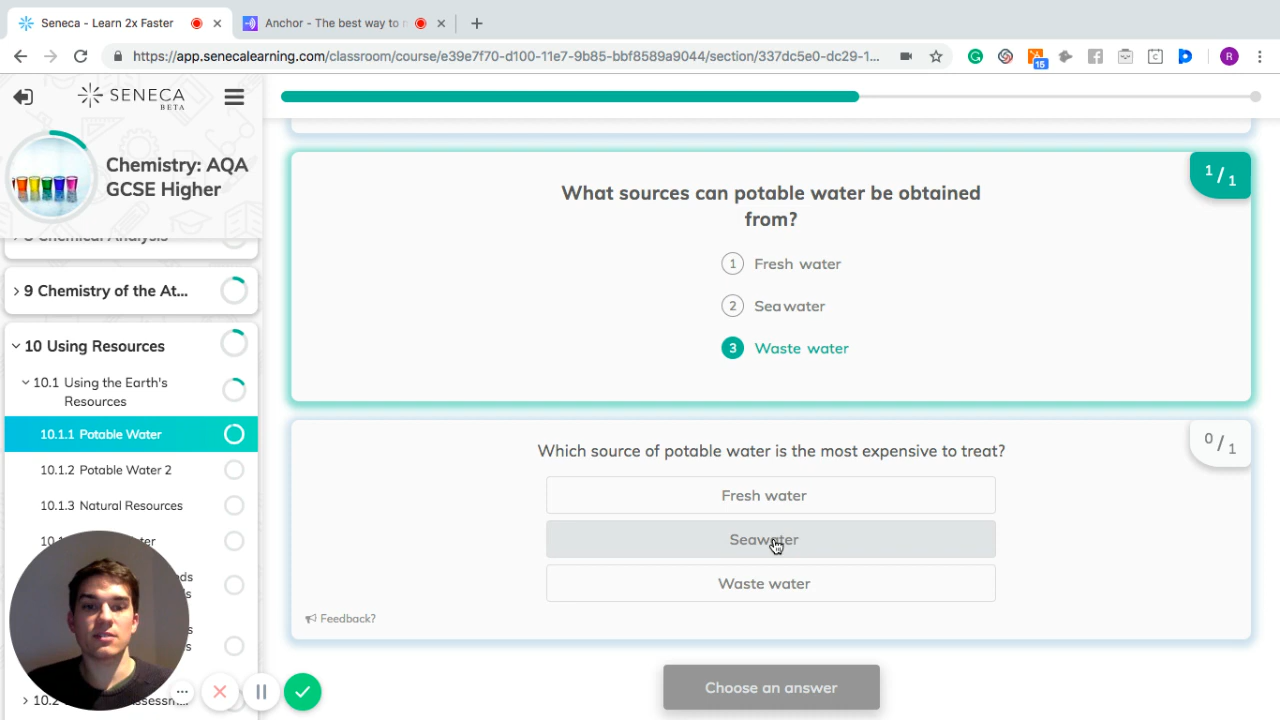 Seneca - Learn 2x Faster
Anchor - The best way to
https://app.senecalearning.com/classroom/course/e39e7f70-d100-11e7-9b85-bbf8589a9044/section/337dc5e0-dc29-1...
15
R
SENECA
BETA
Chemistry: AQA
GCSE Higher
Chemical Analysis
9 Chemistry of the At...
10 Using Resources
10.1 Using the Earth's
Resources
10.1.1 Potable Water
10.1.2 Potable Water 2
10.1.3 Natural Resources
1/1
What sources can potable water be obtained
from?
1 Fresh water
2 Seawater
3 Waste water
0/1
Which source of potable water is the most expensive to treat?
Fresh water
Seawater
Waste water
Feedback?
Choose an answer